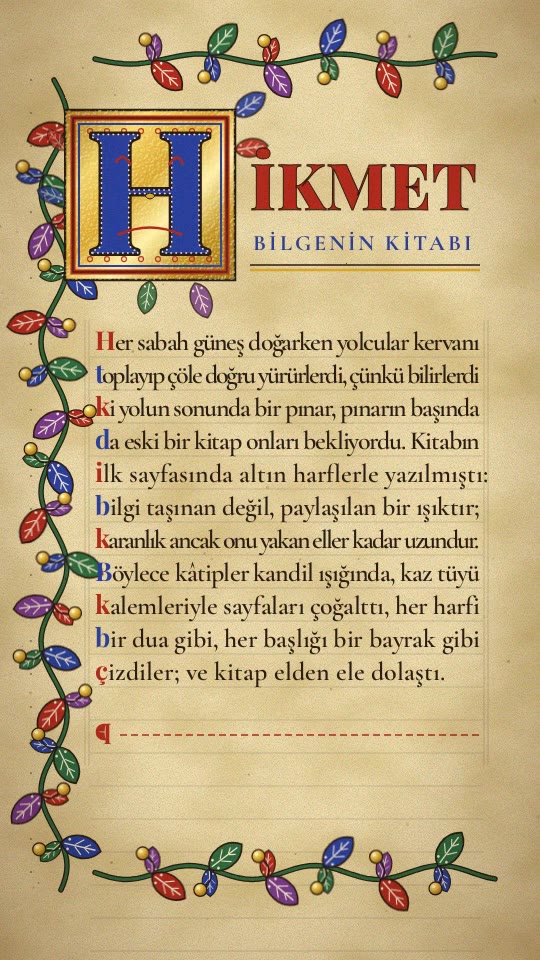 HİKMET
BİLGENİN KİTABI
Her sabah güneş doğarken yolcular kervanı
toplayıp çöle doğru yürürlerdi, çünkü bilirlerdi
ki yolun sonunda bir pınar, pınarın başında
da eski bir kitap onları bekliyordu. Kitabın
ilk sayfasında altın harflerle yazılmıştı:
bilgi taşınan değil, paylaşılan bir ışıktır;
karanlık ancak onu yakan eller kadar uzundur.
Böylece kâtipler kandil ışığında, kaz tüyü
kalemleriyle sayfaları çoğalttı, her harfi
bir dua gibi, her başlığı bir bayrak gibi
çizdiler; ve kitap elden ele dolaştı.
¶